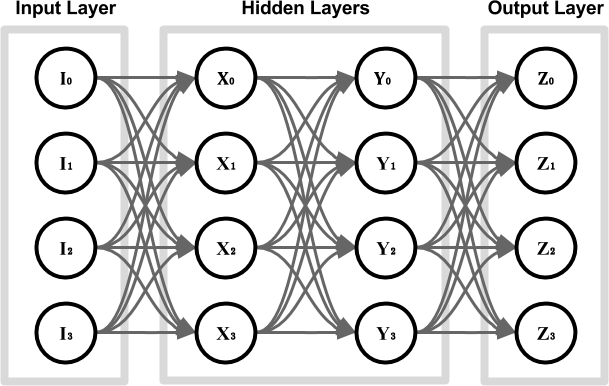 Input Layer Hidden Layers Output Layer
I₀ X₀ Y₀ Z₀
I₁ X₁ Y₁ Z₁
I₂ X₂ Y₂ Z₂
I₃ X₃ Y₃ Z₃